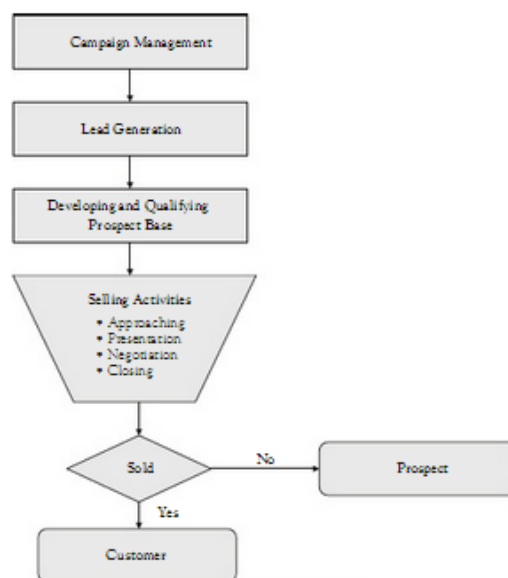 Campaign Management
Lead Generation
Developing and Qualifying
Prospect Base
Selling Activities
• Approaching
• Presentation
• Negotiation
• Closing
Sold
No
Prospect
Yes
Customer